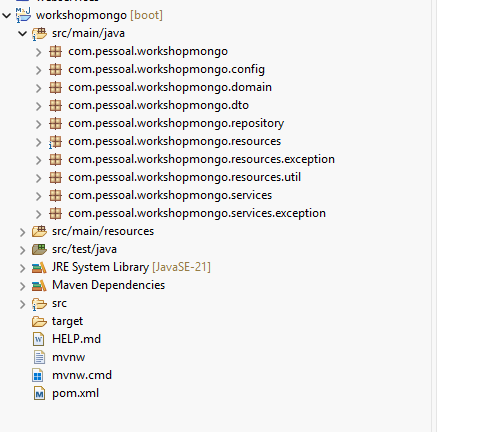 workshopmongo [boot]
src/main/java
com.pessoal.workshopmongo
com.pessoal.workshopmongo.config
com.pessoal.workshopmongo.domain
com.pessoal.workshopmongo.dto
com.pessoal.workshopmongo.repository
com.pessoal.workshopmongo.resources
com.pessoal.workshopmongo.resources.exception
com.pessoal.workshopmongo.resources.util
com.pessoal.workshopmongo.services
com.pessoal.workshopmongo.services.exception
src/main/resources
src/test/java
JRE System Library [JavaSE-21]
Maven Dependencies
src
target
HELP.md
mvnw
mvnw.cmd
pom.xml